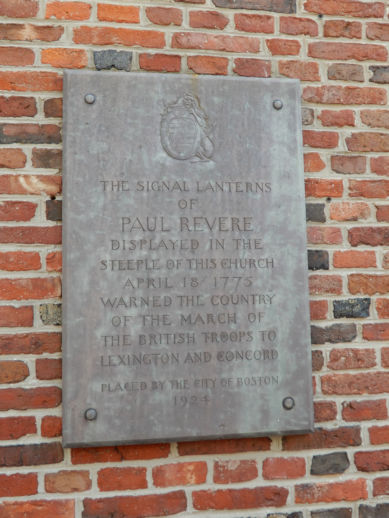 THE SIGNAL LANTERNS
OF
PAUL REVERE
DISPLAYED IN THE
STEEPLE OF THIS CHURCH
APRIL 18 1775
WARNED THE COUNTRY
OF THE MARCH OF
THE BRITISH TROOPS TO
LEXINGTON AND CONCORD
PLACED BY THE CITY OF BOSTON
1924